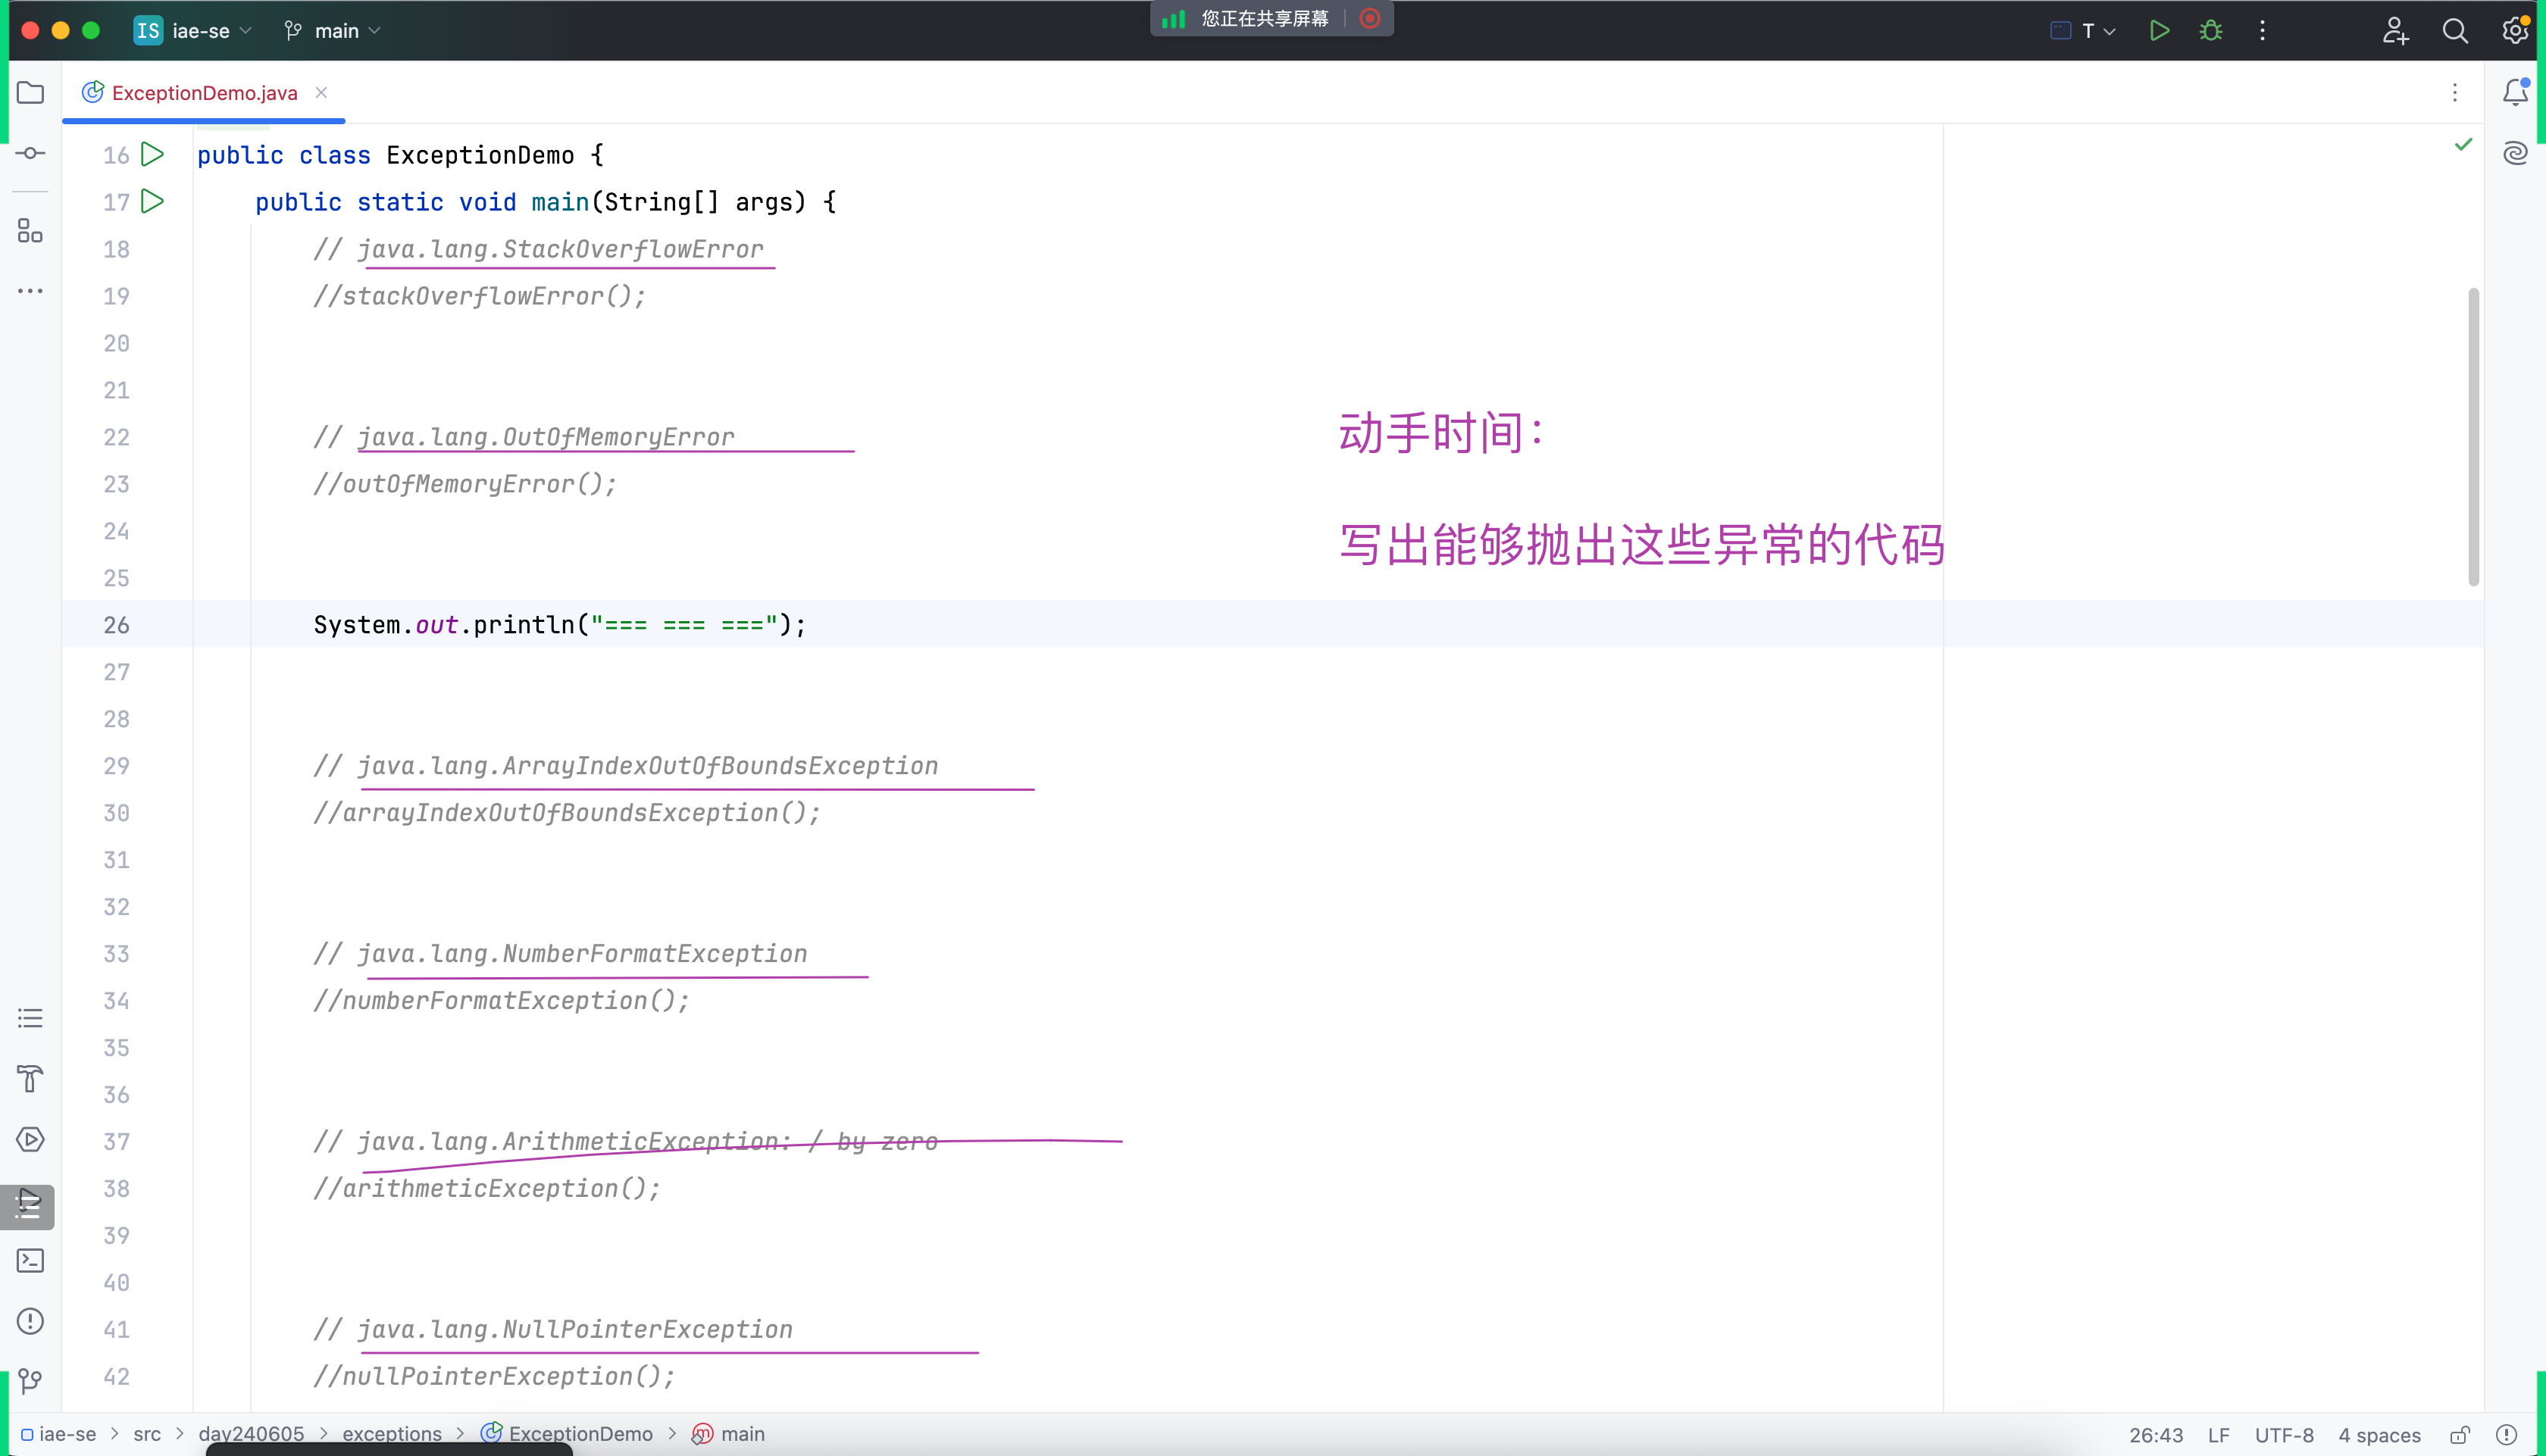 IS iae-se main 您正在共享屏幕 T
ExceptionDemo.java
16 public class ExceptionDemo {
17 public static void main(String[] args) {
18 // java.lang.StackOverflowError
19 //stackOverflowError();
20
21
22 // java.lang.OutOfMemoryError
动手时间：
23 //outOfMemoryError();
24
写出能够抛出这些异常的代码
25
26 System.out.println("=== === ===");
27
28
29 // java.lang.ArrayIndexOutOfBoundsException
30 //arrayIndexOutOfBoundsException();
31
32
33 // java.lang.NumberFormatException
34 //numberFormatException();
35
36
37 // java.lang.ArithmeticException: / by zero
38 //arithmeticException();
39
40
41 // java.lang.NullPointerException
42 //nullPointerException();
iae-se > src > day240605 > exceptions > ExceptionDemo > main 26:43 LF UTF-8 4 spaces